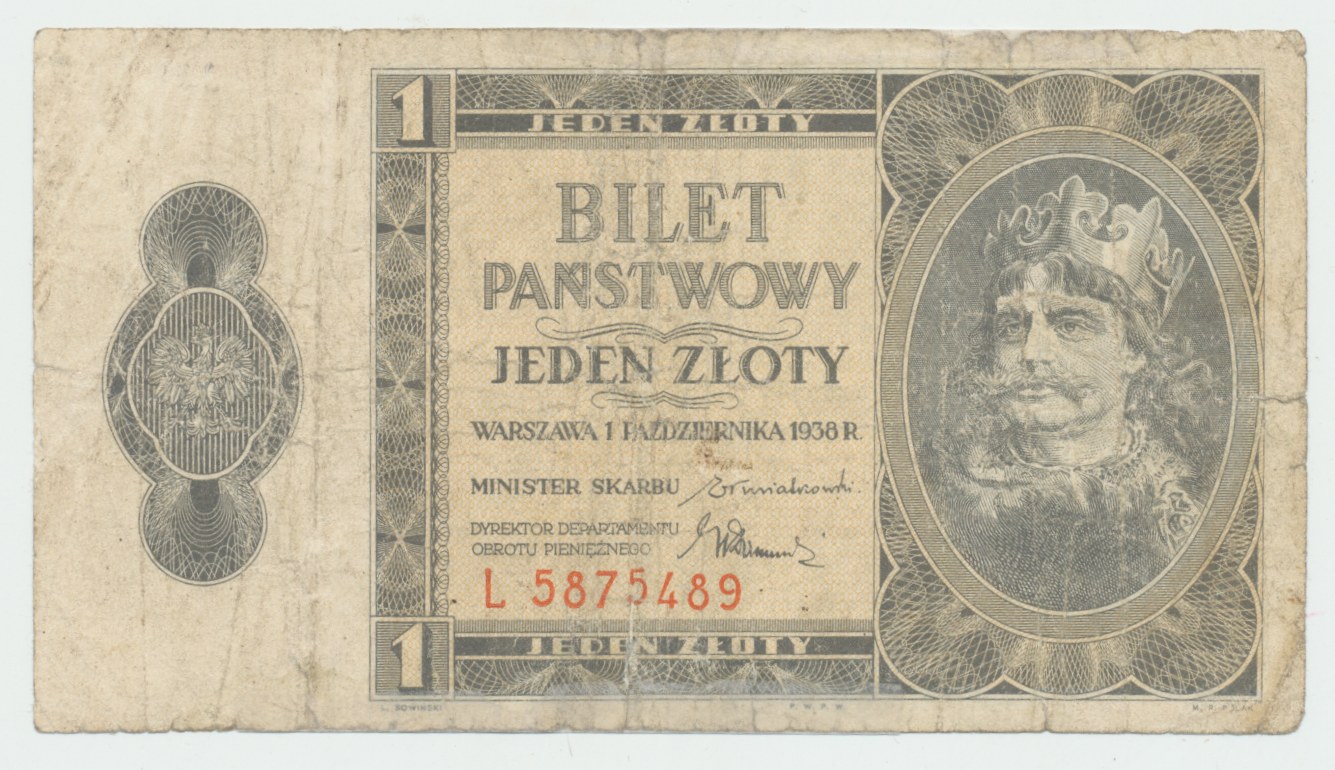 1
JEDEN ZŁOTY
BILET
PAŃSTWOWY
JEDEN ZŁOTY
WARSZAWA 1 PAŹDZIERNIKA 1938 R.
MINISTER SKARBU
DYREKTOR DEPARTAMENTU
OBROTU PIENIĘŻNEGO
L 5875489
1
JEDEN ZŁOTY
L. SOWIŃSKI P. W. P. W.